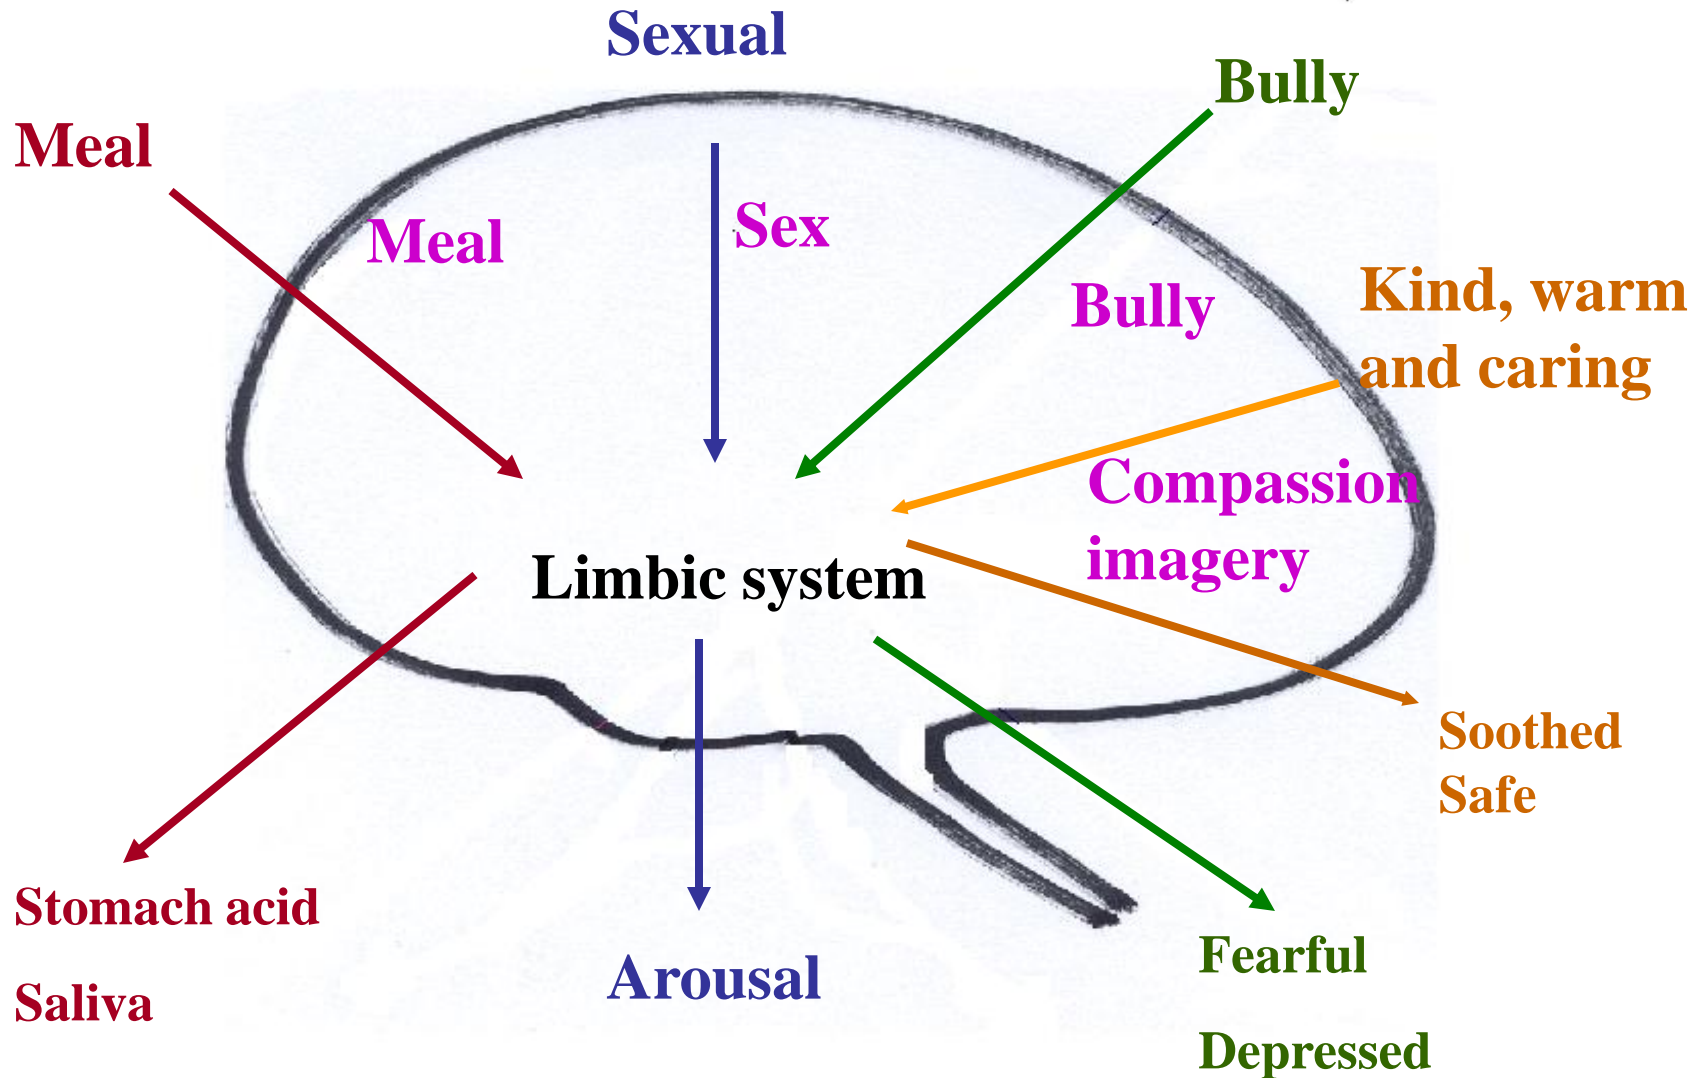 Sexual
Bully
Meal
Meal
Sex
Bully
Kind, warm
and caring
Compassion
imagery
Limbic system
Soothed
Safe
Stomach acid
Saliva
Arousal
Fearful
Depressed